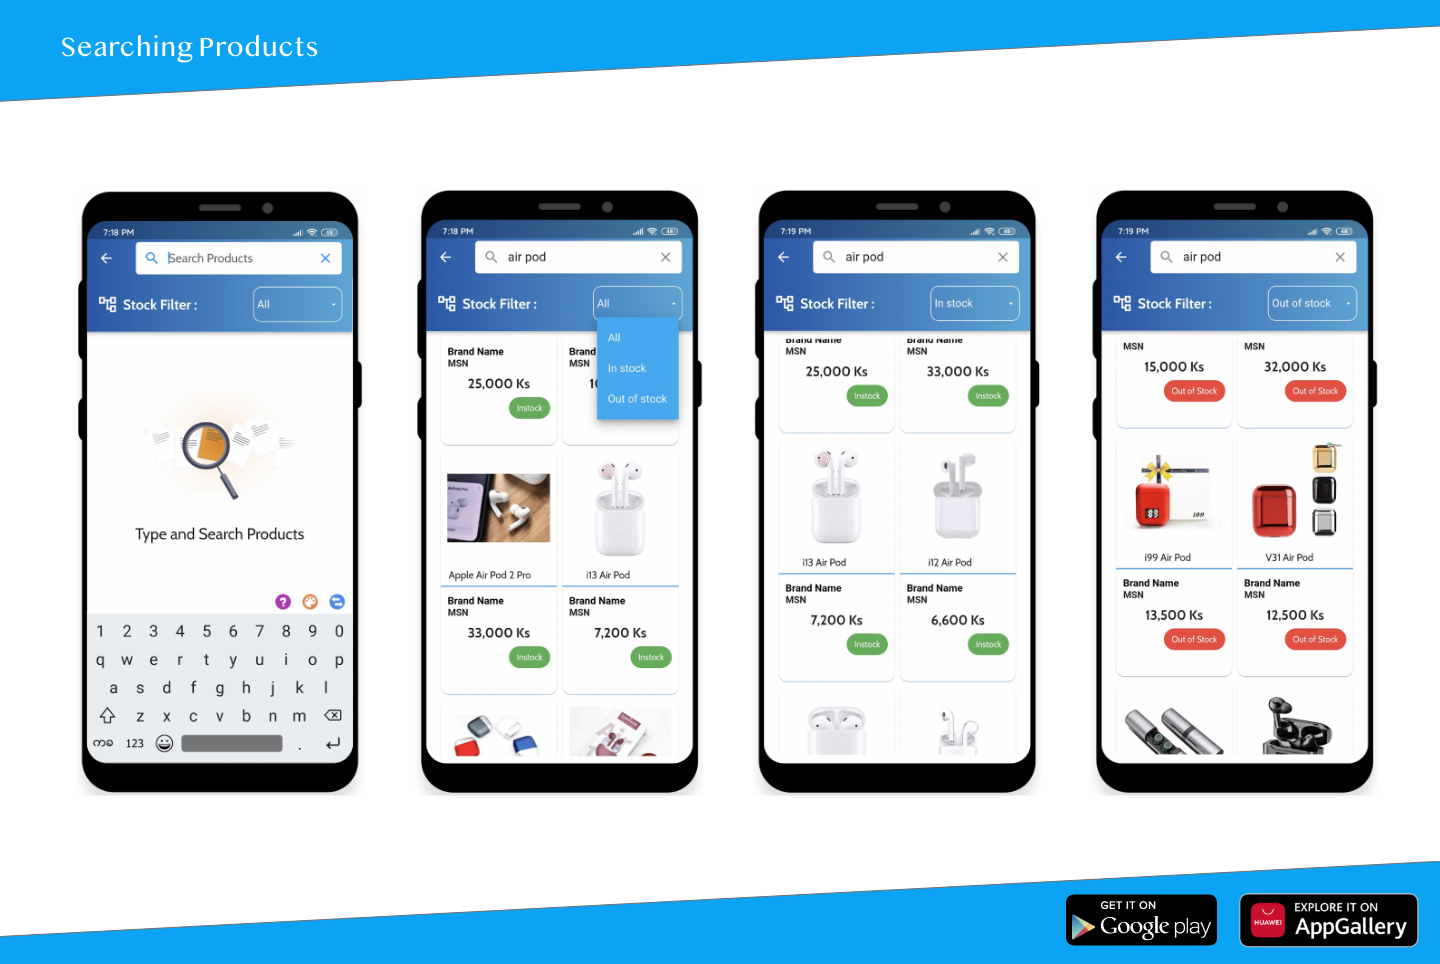 Searching Products
7:18 PM
48
Search Products
Stock Filter :
All
Type and Search Products
1 2 3 4 5 6 7 8 9 0
q w e r t y u i o p
a s d f g h j k l
z x c v b n m
ကခ 123 .
7:18 PM
48
air pod
Stock Filter :
All
All
In stock
Out of stock
Brand Name
MSN
25,000 Ks
Instock
Brand
MSN
10
Apple Air Pod 2 Pro
Brand Name
MSN
33,000 Ks
Instock
i13 Air Pod
Brand Name
MSN
7,200 Ks
Instock
7:19 PM
48
air pod
Stock Filter :
In stock
Brand Name
MSN
25,000 Ks
Instock
Brand Name
MSN
33,000 Ks
Instock
i13 Air Pod
Brand Name
MSN
7,200 Ks
Instock
i12 Air Pod
Brand Name
MSN
6,600 Ks
Instock
7:19 PM
48
air pod
Stock Filter :
Out of stock
MSN
15,000 Ks
Out of Stock
MSN
32,000 Ks
Out of Stock
i99
i99 Air Pod
Brand Name
MSN
13,500 Ks
Out of Stock
V31 Air Pod
Brand Name
MSN
12,500 Ks
Out of Stock
GET IT ON
Google play
HUAWEI
EXPLORE IT ON
AppGallery